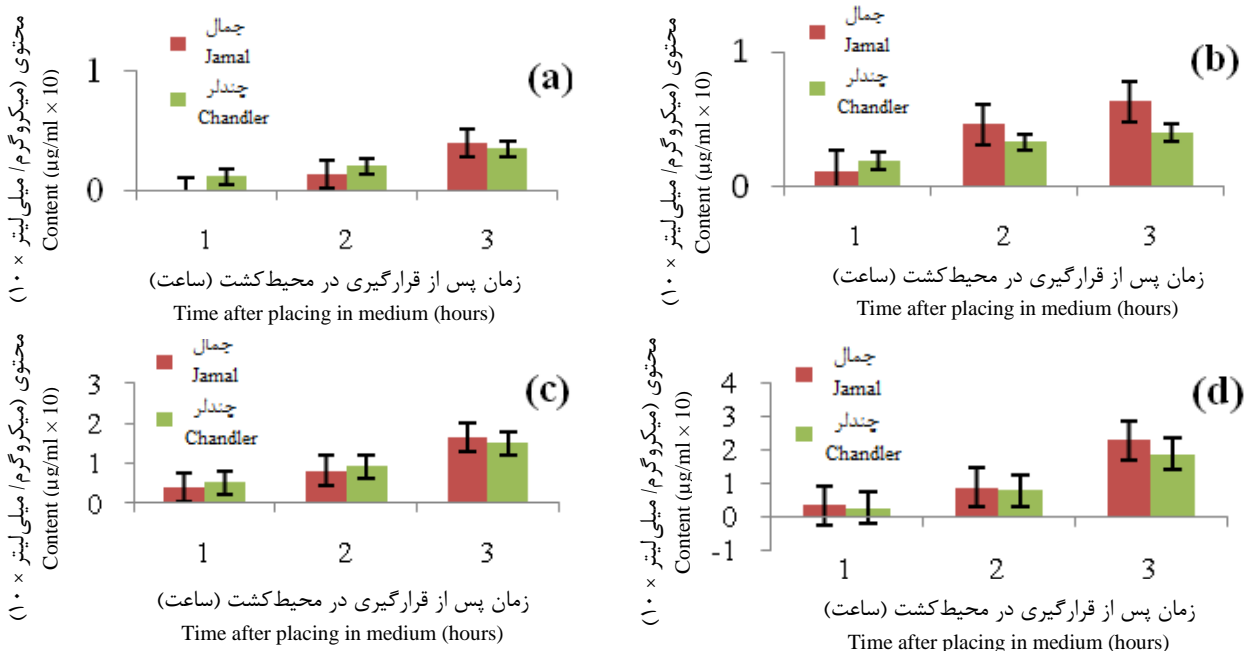 محتوی (میکروگرم/ میلی‌لیتر × ۱۰)
Content (µg/ml × 10)
جمال
Jamal
چندلر
Chandler
(a)
1
0
1 2 3
زمان پس از قرارگیری در محیط‌کشت (ساعت)
Time after placing in medium (hours)
محتوی (میکروگرم/ میلی‌لیتر × ۱۰)
Content (µg/ml × 10)
جمال
Jamal
چندلر
Chandler
(b)
1
0
1 2 3
زمان پس از قرارگیری در محیط‌کشت (ساعت)
Time after placing in medium (hours)
محتوی (میکروگرم/ میلی‌لیتر × ۱۰)
Content (µg/ml × 10)
جمال
Jamal
چندلر
Chandler
(c)
3
2
1
0
1 2 3
زمان پس از قرارگیری در محیط‌کشت (ساعت)
Time after placing in medium (hours)
محتوی (میکروگرم/ میلی‌لیتر × ۱۰)
Content (µg/ml × 10)
جمال
Jamal
چندلر
Chandler
(d)
4
3
2
1
0
-1
1 2 3
زمان پس از قرارگیری در محیط‌کشت (ساعت)
Time after placing in medium (hours)